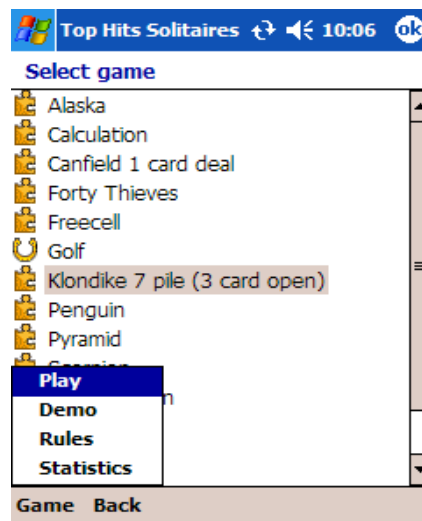 Top Hits Solitaires 10:06 ok
Select game
Alaska
Calculation
Canfield 1 card deal
Forty Thieves
Freecell
Golf
Klondike 7 pile (3 card open)
Penguin
Pyramid
Play
Demo
Rules
Statistics
Game Back